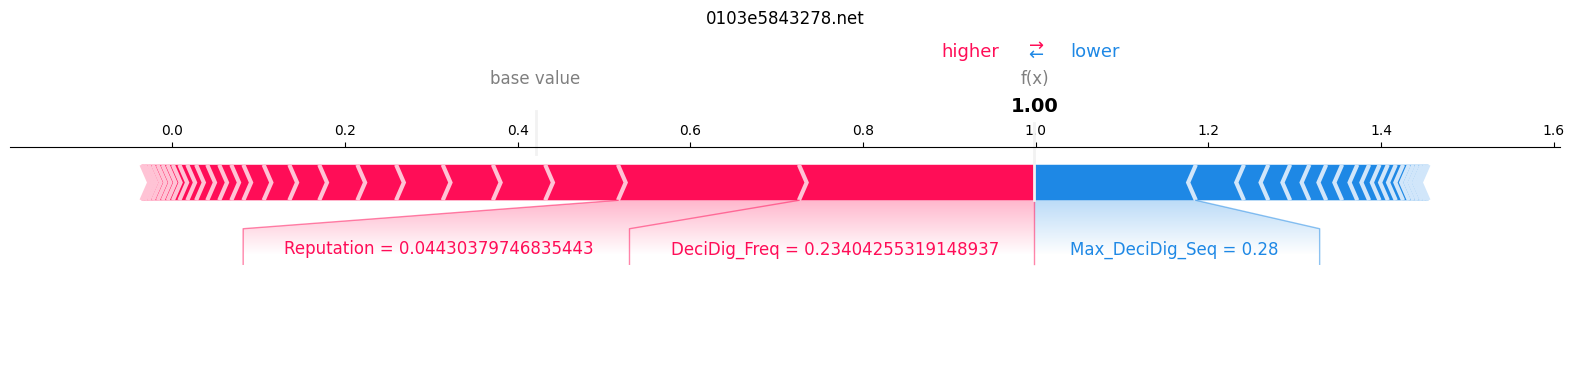 0103e5843278.net
higher ⇄ lower
base value f(x)
1.00
0.0 0.2 0.4 0.6 0.8 1.0 1.2 1.4 1.6
Reputation = 0.04430379746835443 DeciDig_Freq = 0.23404255319148937 Max_DeciDig_Seq = 0.28